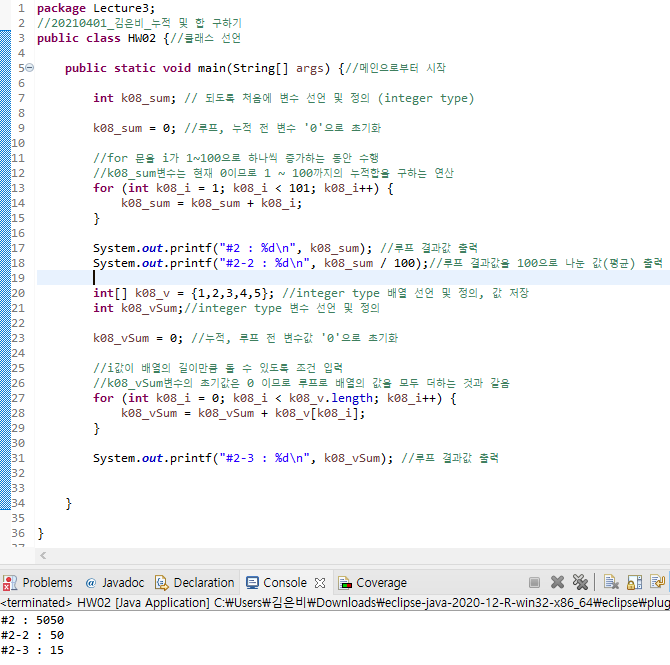 1 package Lecture3;
2 //20210401_김은비_누적 및 합 구하기
3 public class HW02 {//클래스 선언
4
5 public static void main(String[] args) {//메인으로부터 시작
6
7 int k08_sum; // 되도록 처음에 변수 선언 및 정의 (integer type)
8
9 k08_sum = 0; //루프, 누적 전 변수 '0'으로 초기화
10
11 //for 문을 i가 1~100으로 하나씩 증가하는 동안 수행
12 //k08_sum변수는 현재 0이므로 1 ~ 100까지의 누적합을 구하는 연산
13 for (int k08_i = 1; k08_i < 101; k08_i++) {
14 k08_sum = k08_sum + k08_i;
15 }
16
17 System.out.printf("#2 : %d\n", k08_sum); //루프 결과값 출력
18 System.out.printf("#2-2 : %d\n", k08_sum / 100);//루프 결과값을 100으로 나눈 값(평균) 출력
19
20 int[] k08_v = {1,2,3,4,5}; //integer type 배열 선언 및 정의, 값 저장
21 int k08_vSum;//integer type 변수 선언 및 정의
22
23 k08_vSum = 0; //누적, 루프 전 변수값 '0'으로 초기화
24
25 //i값이 배열의 길이만큼 돌 수 있도록 조건 입력
26 //k08_vSum변수의 초기값은 0 이므로 루프로 배열의 값을 모두 더하는 것과 같음
27 for (int k08_i = 0; k08_i < k08_v.length; k08_i++) {
28 k08_vSum = k08_vSum + k08_v[k08_i];
29 }
30
31 System.out.printf("#2-3 : %d\n", k08_vSum); //루프 결과값 출력
32
33
34 }
35
36 }
Problems @ Javadoc Declaration Console Coverage
<terminated> HW02 [Java Application] C:₩Users₩김은비₩Downloads₩eclipse-java-2020-12-R-win32-x86_64₩eclipse₩plug
#2 : 5050
#2-2 : 50
#2-3 : 15